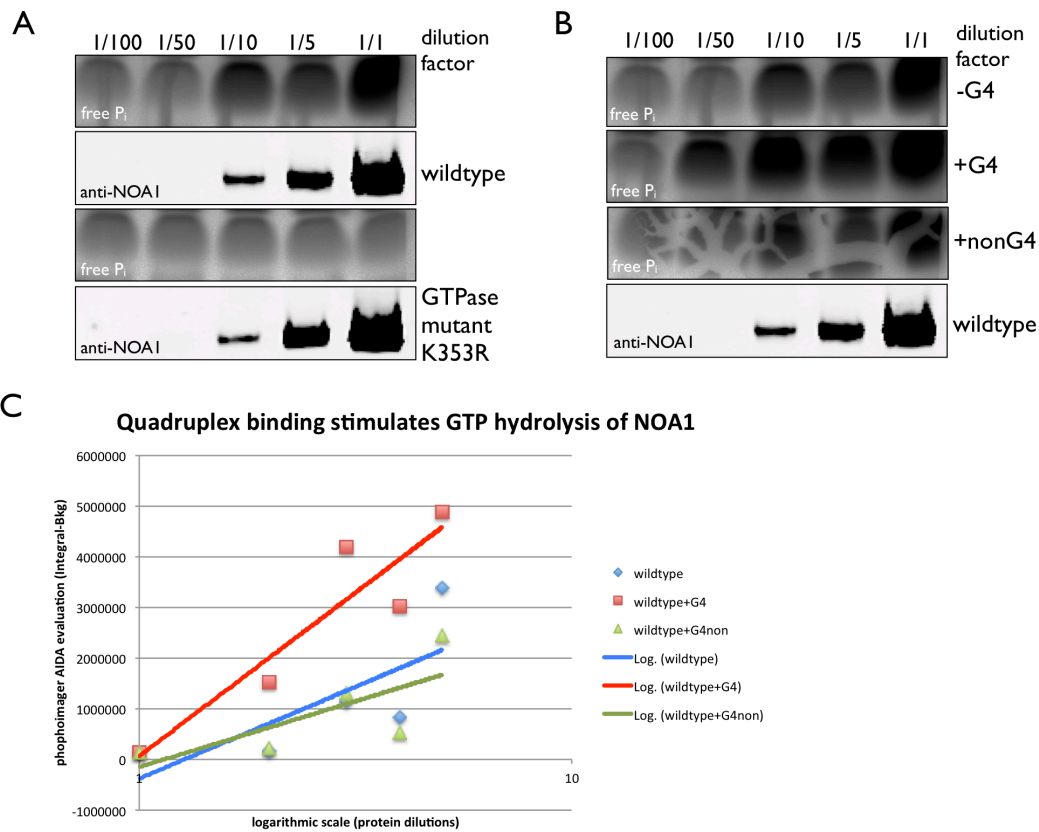 A
1/100 1/50 1/10 1/5 1/1 dilution
factor
free Pi
wildtype
anti-NOA1
free Pi
GTPase
mutant
K353R
anti-NOA1
B
1/100 1/50 1/10 1/5 1/1 dilution
factor
-G4
free Pi
+G4
free Pi
+nonG4
free Pi
wildtype
anti-NOA1
C
Quadruplex binding stimulates GTP hydrolysis of NOA1
phophoimager AIDA evaluation (Integral-Bkg)
6000000
5000000
4000000
3000000
2000000
1000000
0
-1000000
1 10
logarithmic scale (protein dilutions)
wildtype
wildtype+G4
wildtype+G4non
Log. (wildtype)
Log. (wildtype+G4)
Log. (wildtype+G4non)